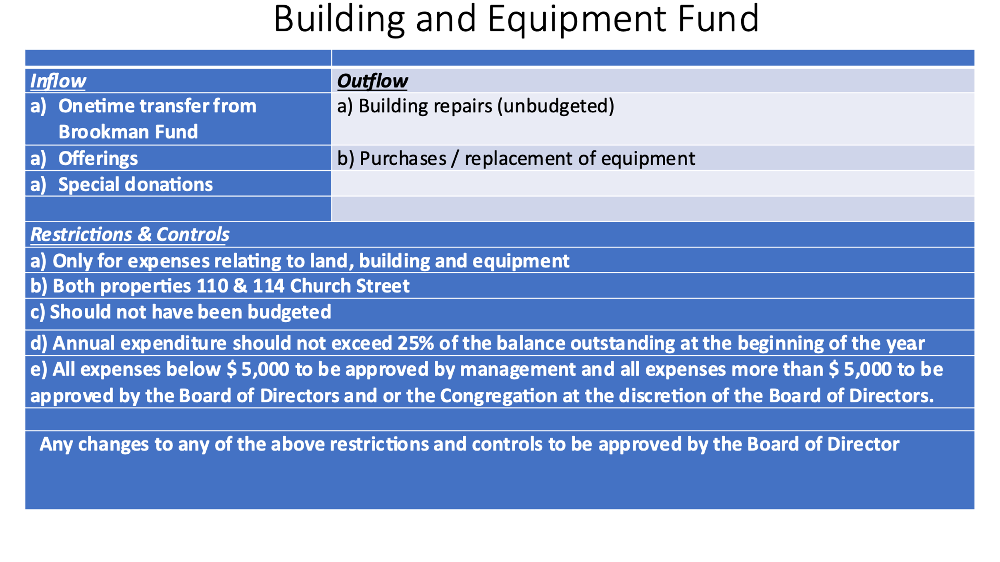 Building and Equipment Fund
Inflow
Outflow
a) Onetime transfer from
Brookman Fund
a) Building repairs (unbudgeted)
a) Offerings
b) Purchases / replacement of equipment
a) Special donations
Restrictions & Controls
a) Only for expenses relating to land, building and equipment
b) Both properties 110 & 114 Church Street
c) Should not have been budgeted
d) Annual expenditure should not exceed 25% of the balance outstanding at the beginning of the year
e) All expenses below $ 5,000 to be approved by management and all expenses more than $ 5,000 to be
approved by the Board of Directors and or the Congregation at the discretion of the Board of Directors.
Any changes to any of the above restrictions and controls to be approved by the Board of Director